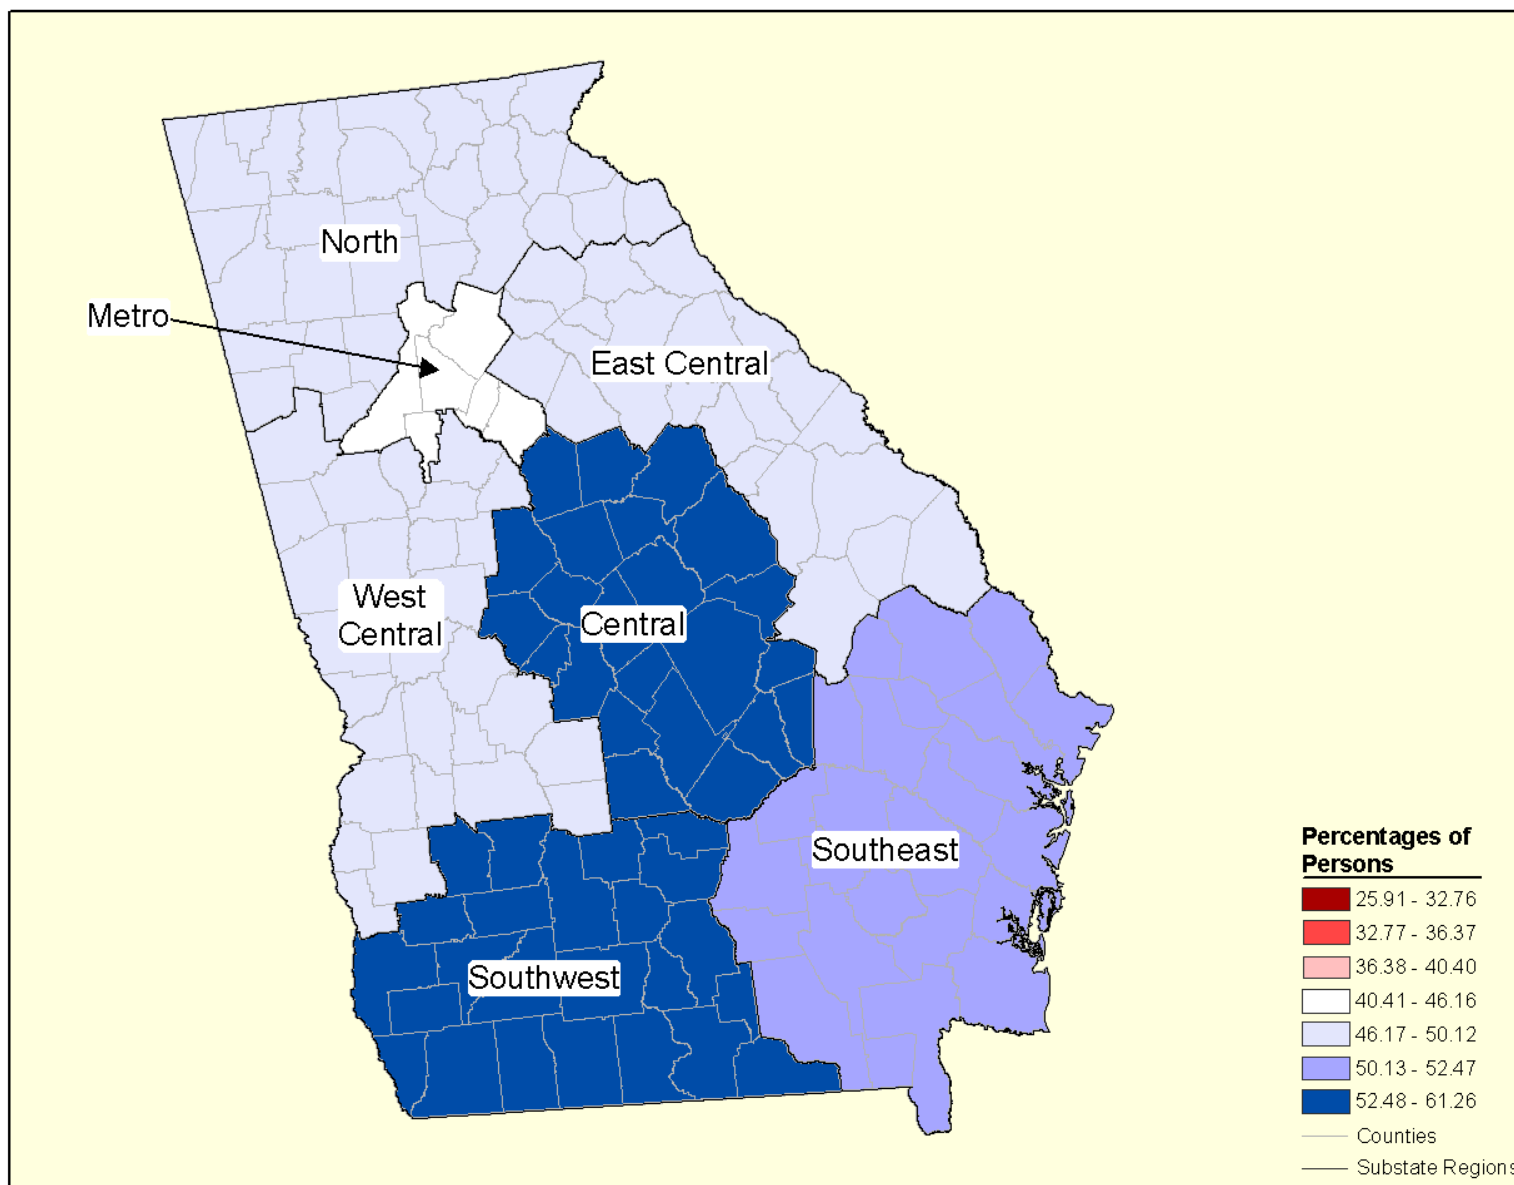 North
Metro
East Central
West
Central
Central
Southeast
Southwest
Percentages of
Persons
25.91 - 32.76
32.77 - 36.37
36.38 - 40.40
40.41 - 46.16
46.17 - 50.12
50.13 - 52.47
52.48 - 61.26
Counties
Substate Regions